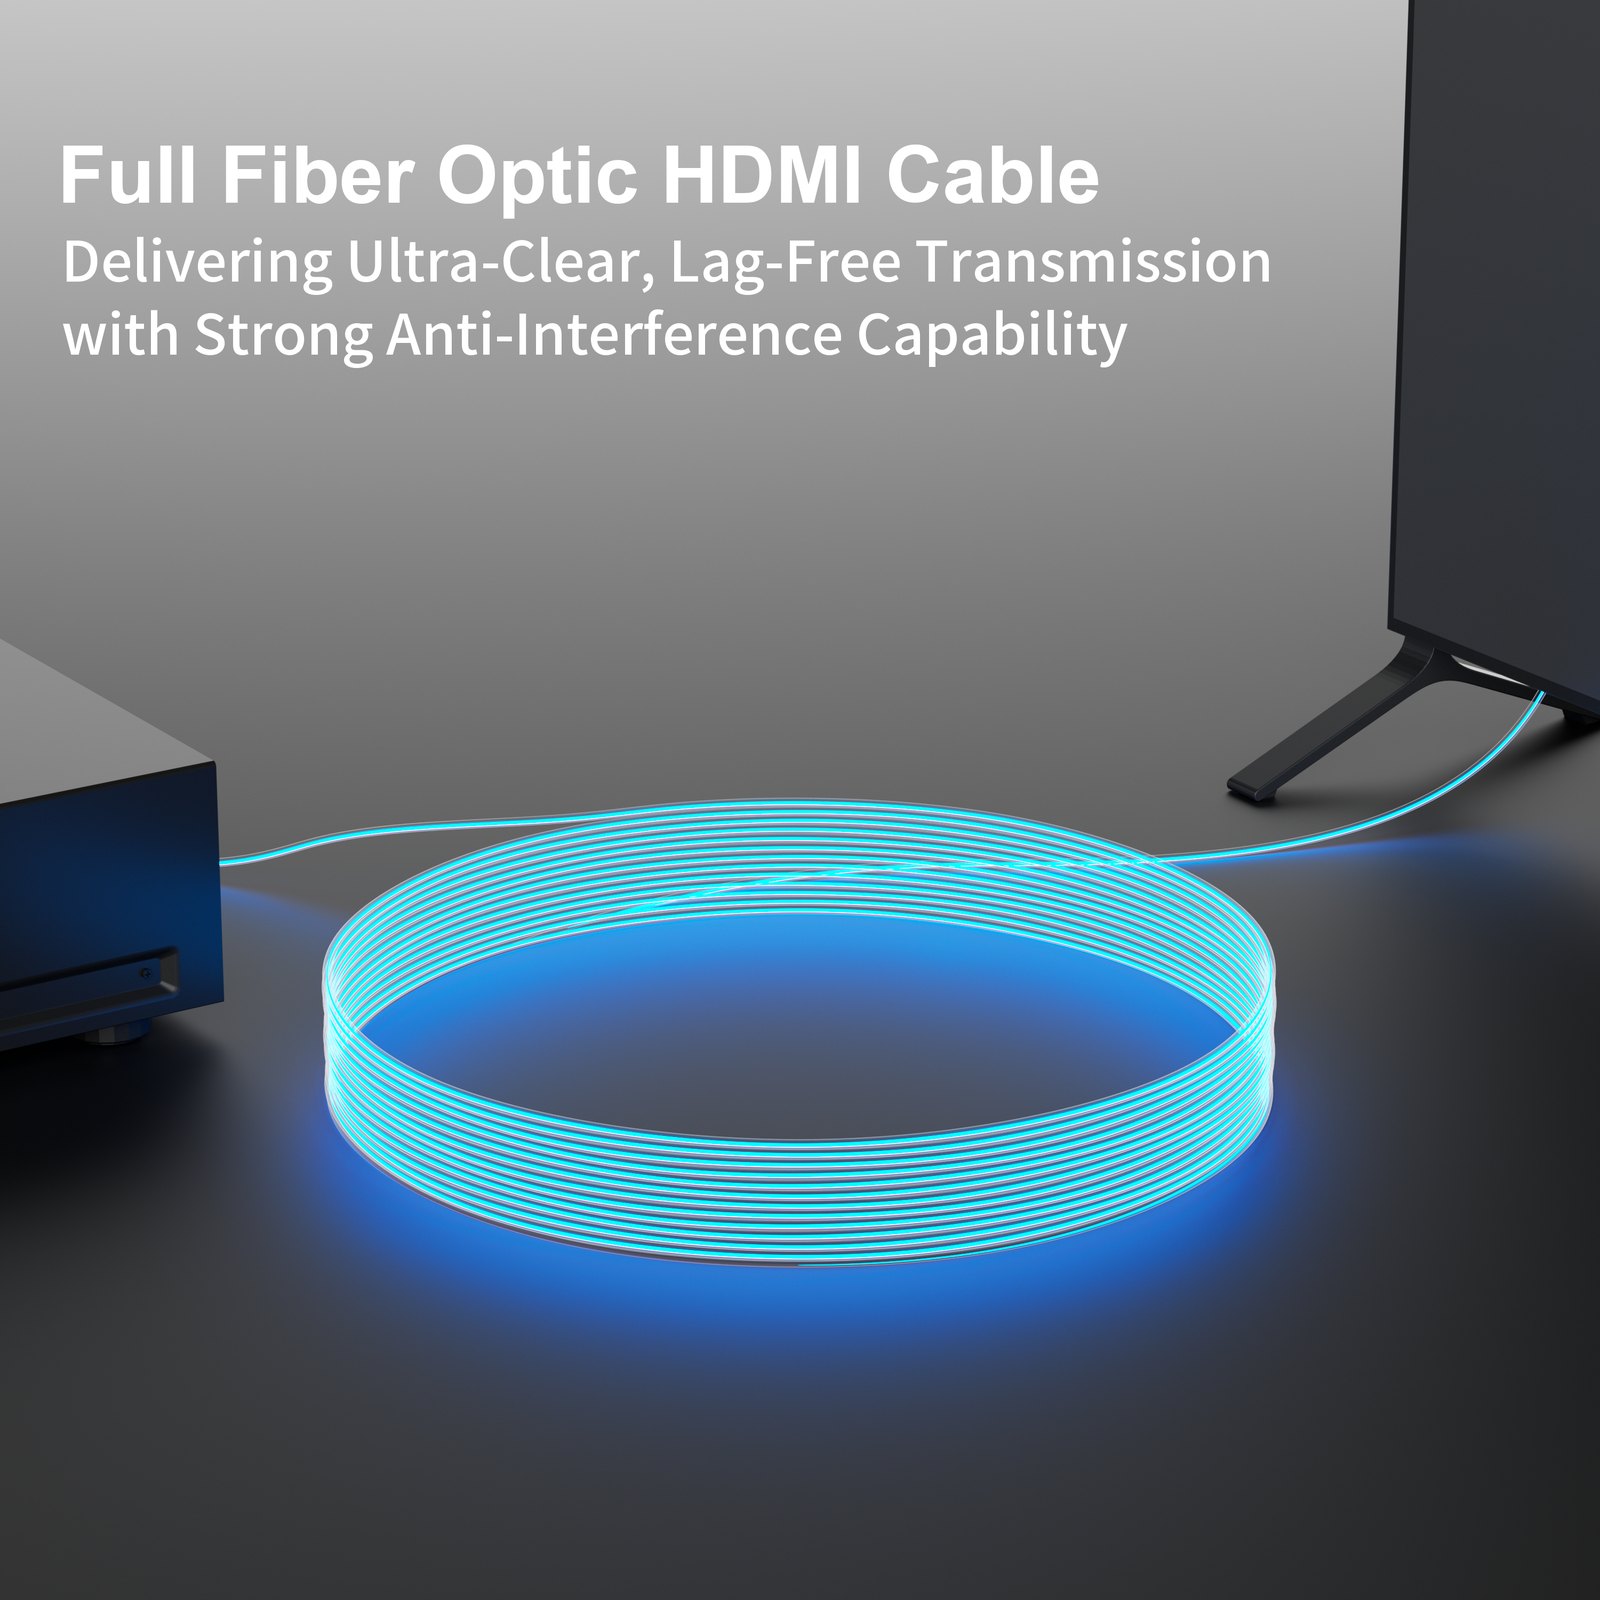 Full Fiber Optic HDMI Cable
Delivering Ultra-Clear, Lag-Free Transmission
with Strong Anti-Interference Capability